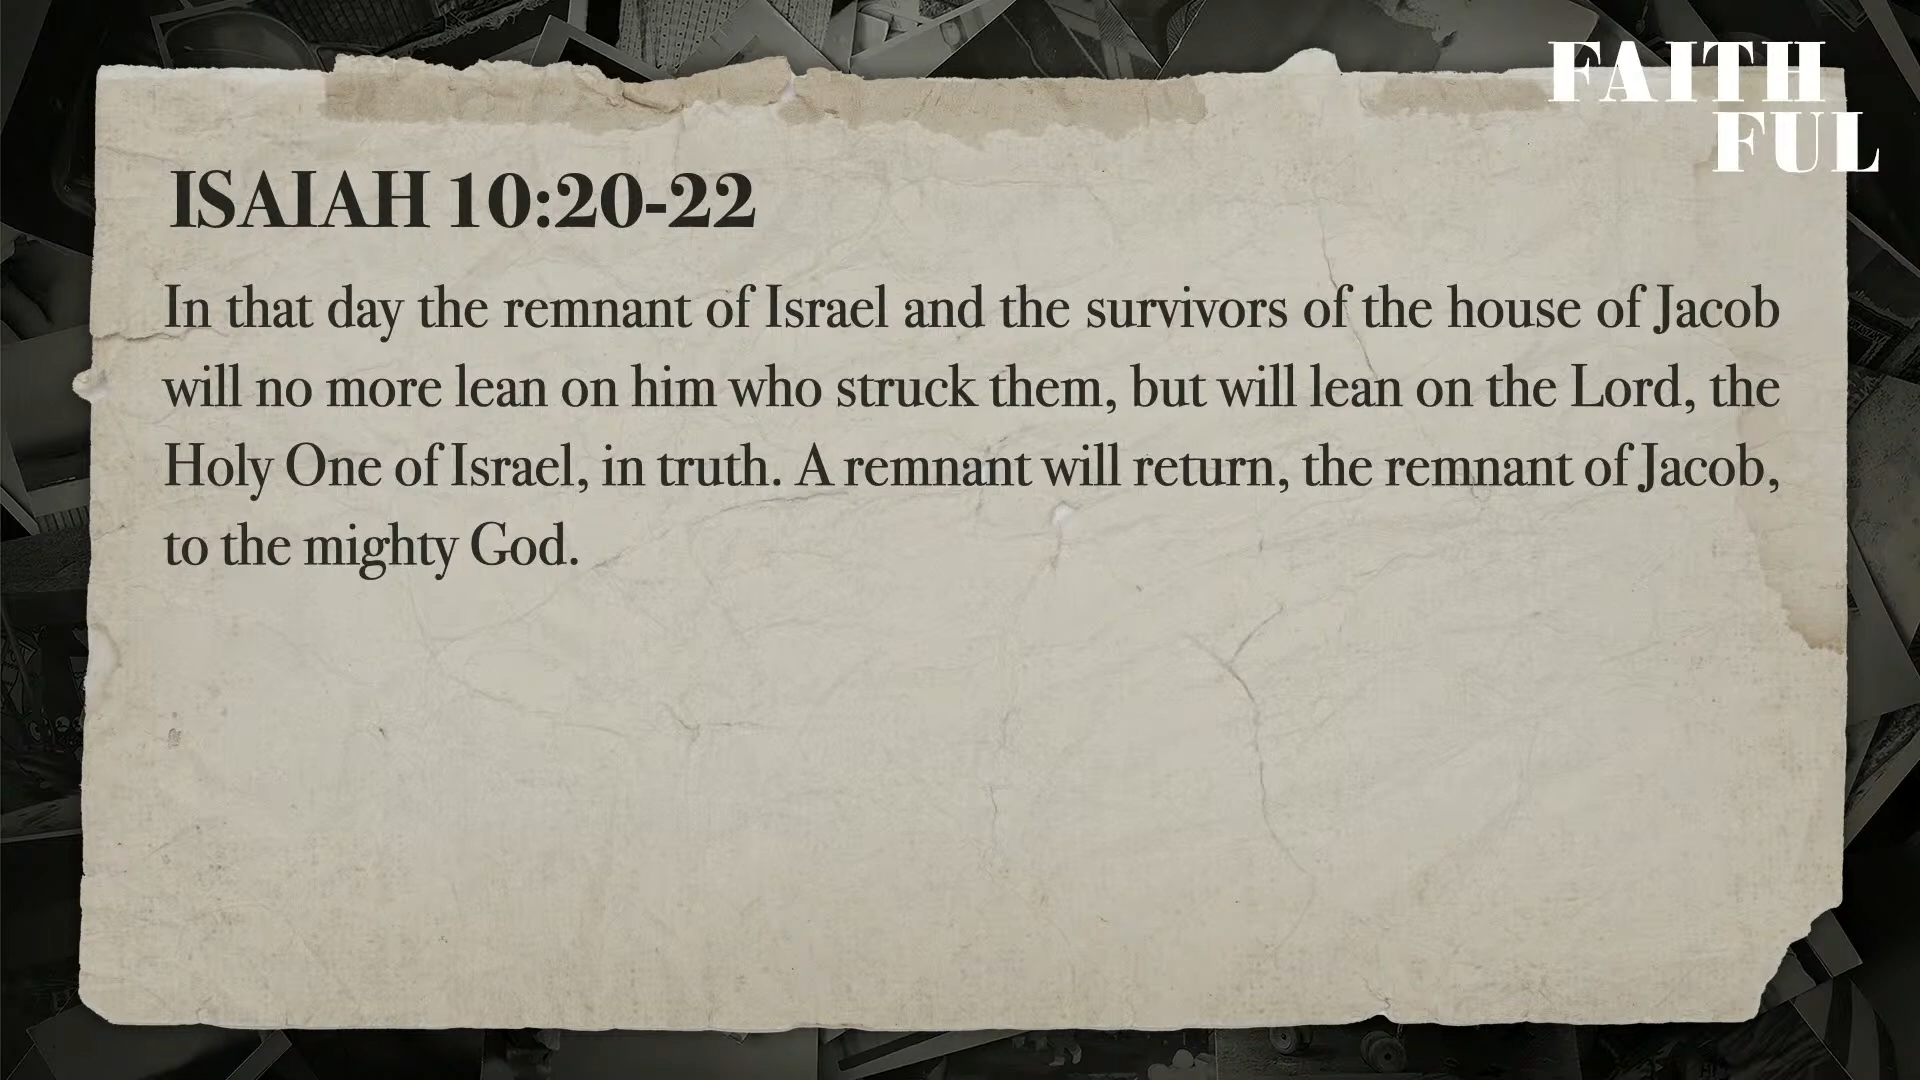 FAITH
FUL
ISAIAH 10:20-22
In that day the remnant of Israel and the survivors of the house of Jacob
will no more lean on him who struck them, but will lean on the Lord, the
Holy One of Israel, in truth. A remnant will return, the remnant of Jacob,
to the mighty God.